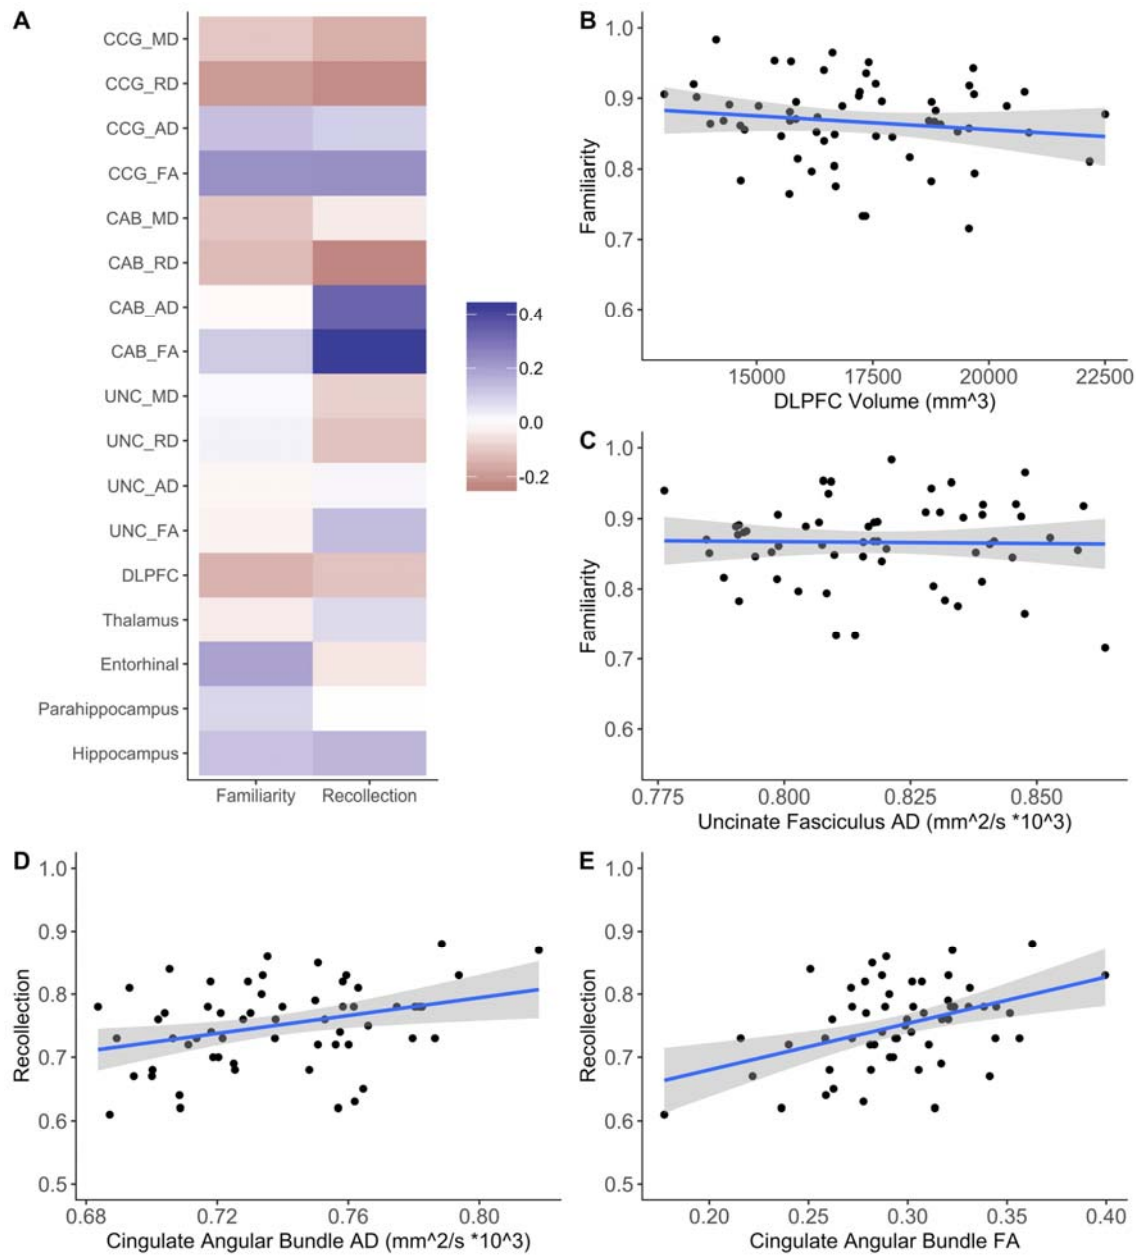 A
CCG_MD
CCG_RD
CCG_AD
CCG_FA
CAB_MD
CAB_RD
CAB_AD
CAB_FA
UNC_MD
UNC_RD
UNC_AD
UNC_FA
DLPFC
Thalamus
Entorhinal
Parahippocampus
Hippocampus
Familiarity Recollection
0.4
0.2
0.0
-0.2
B
1.0
0.9
0.8
0.7
0.6
Familiarity
15000 17500 20000 22500
DLPFC Volume (mm^3)
C
1.0
0.9
0.8
0.7
0.6
Familiarity
0.775 0.800 0.825 0.850
Uncinate Fasciculus AD (mm^2/s *10^3)
D
1.0
0.9
0.8
0.7
0.6
0.5
Recollection
0.68 0.72 0.76 0.80
Cingulate Angular Bundle AD (mm^2/s *10^3)
E
1.0
0.9
0.8
0.7
0.6
0.5
Recollection
0.20 0.25 0.30 0.35 0.40
Cingulate Angular Bundle FA